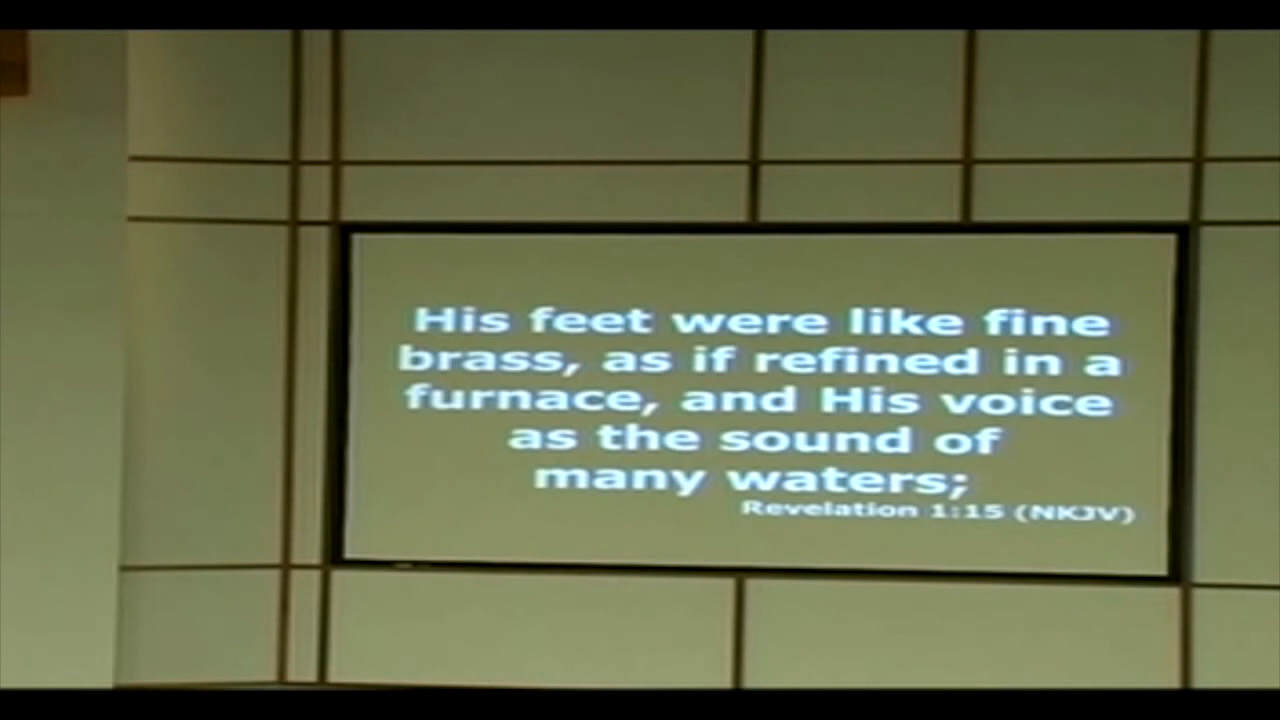 His feet were like fine
brass, as if refined in a
furnace, and His voice
as the sound of
many waters;
Revelation 1:15 (NKJV)